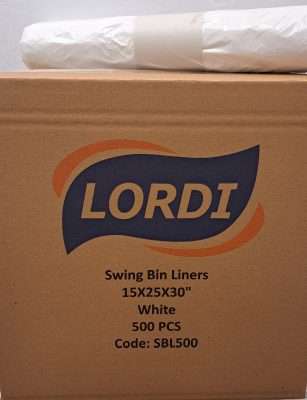 LORDI
Swing Bin Liners
15X25X30"
White
500 PCS
Code: SBL500